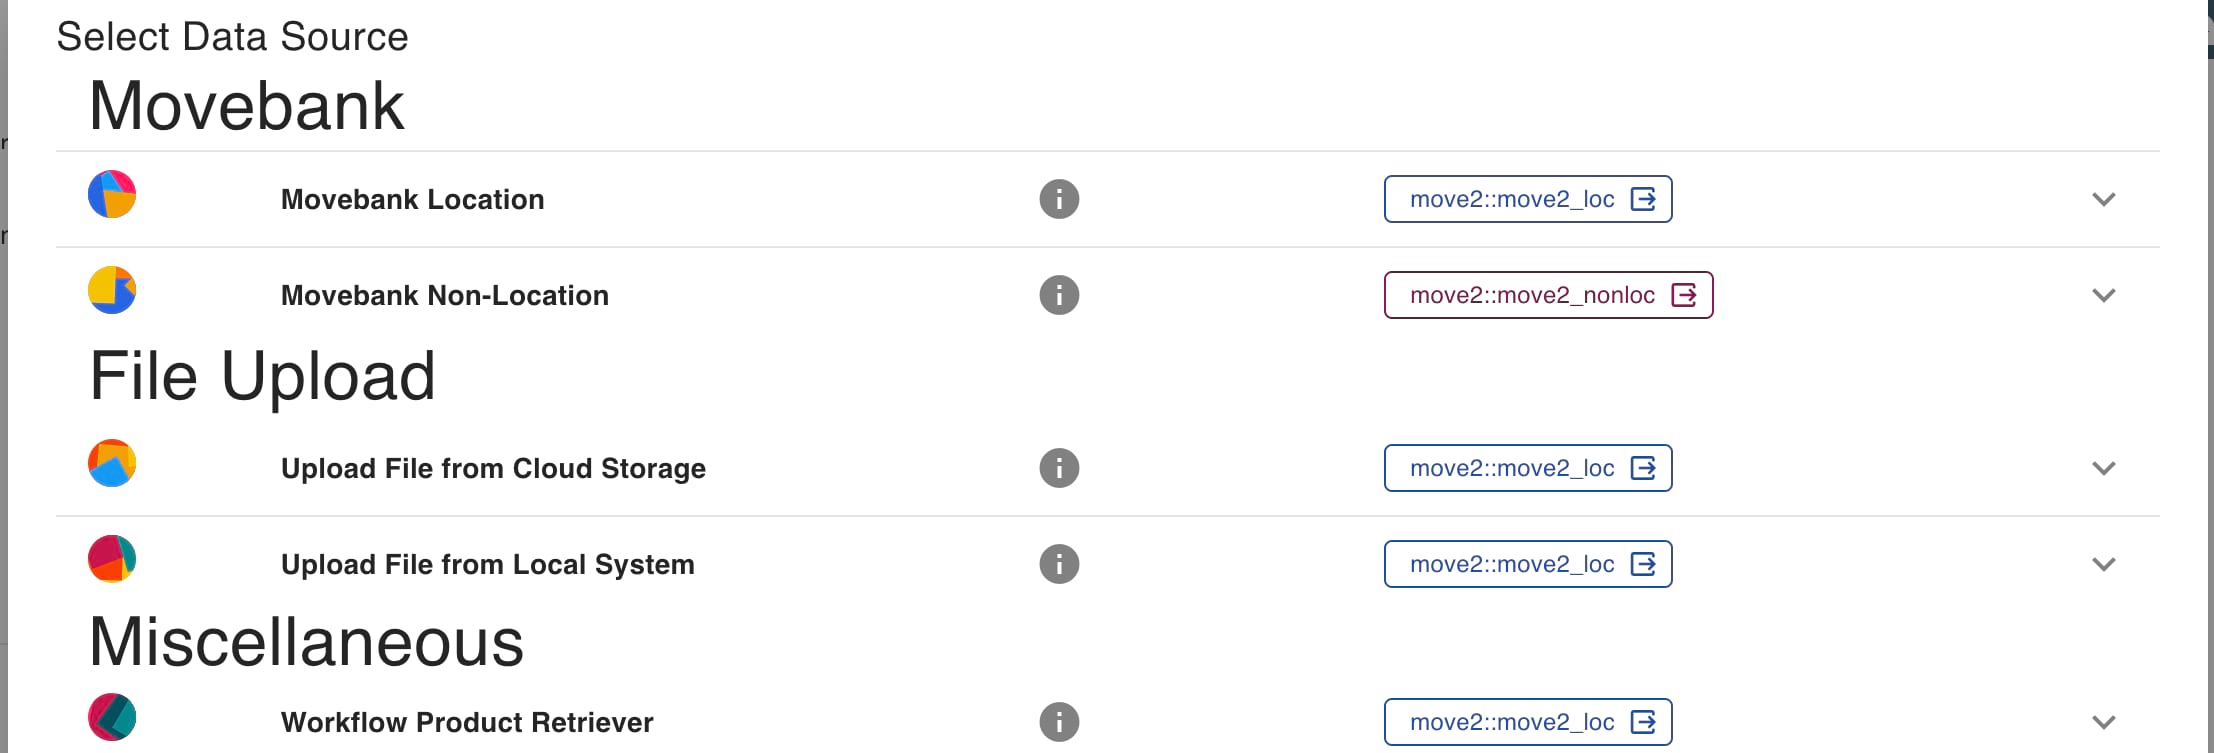 Select Data Source
Movebank
Movebank Location move2::move2_loc
Movebank Non-Location move2::move2_nonloc
File Upload
Upload File from Cloud Storage move2::move2_loc
Upload File from Local System move2::move2_loc
Miscellaneous
Workflow Product Retriever move2::move2_loc